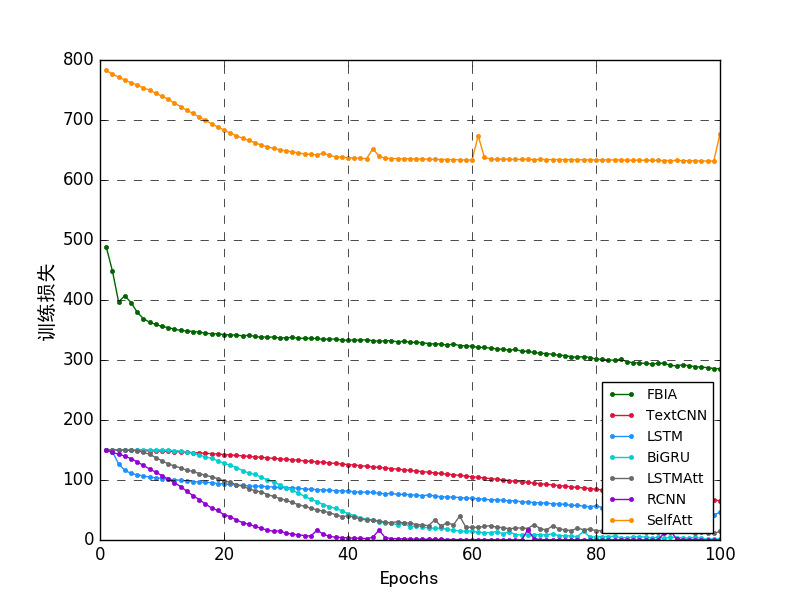 800
700
600
500
400
300
200
100
0
训练损失
0 20 40 60 80 100
Epochs
FBIA
TextCNN
LSTM
BiGRU
LSTMAtt
RCNN
SelfAtt